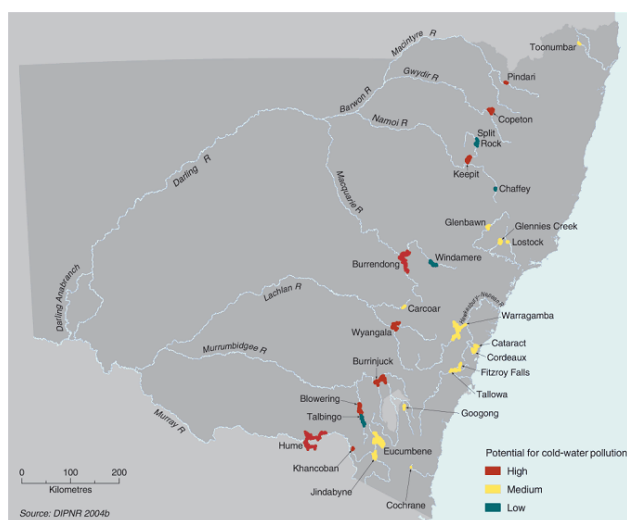 Toonumbar
Macintyre R
Pindari
Gwydir R
Barwon R
Copeton
Namoi R
Split
Rock
Keepit
Darling R
Chaffey
Macquarie R
Glenbawn
Glennies Creek
Lostock
Burrendong
Windamere
Darling Anabranch
Lachlan R
Carcoar
Hawkesbury-Nepean R
Warragamba
Wyangala
Cataract
Murrumbidgee R
Cordeaux
Burrinjuck
Fitzroy Falls
Tallowa
Blowering
Talbingo
Googong
Murray R
Hume
Eucumbene
Khancoban
Jindabyne
Cochrane
Potential for cold-water pollution
High
Medium
Low
0 100 200
Kilometres
Source: DIPNR 2004b